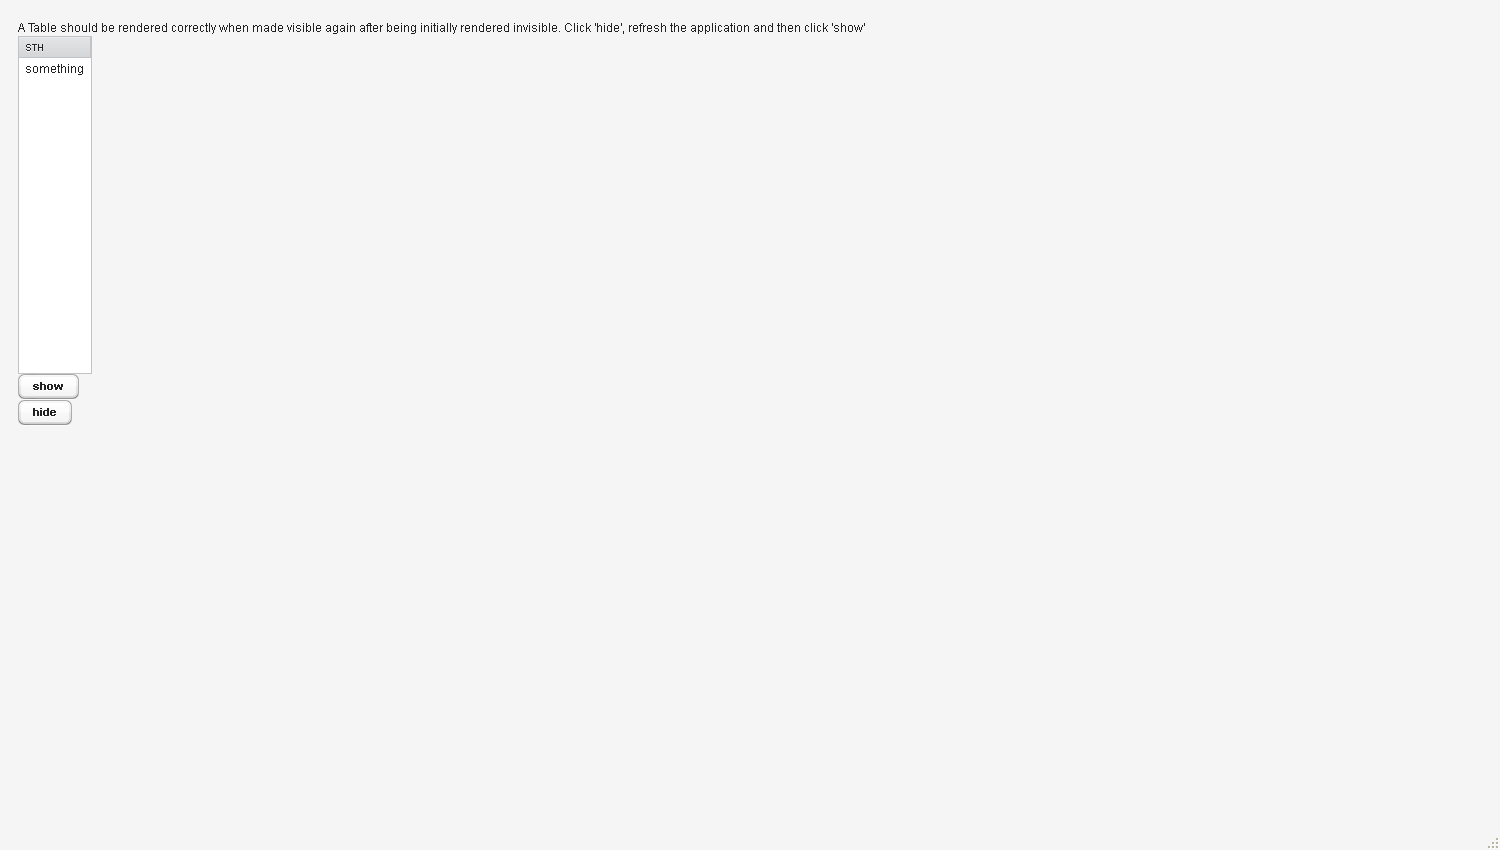 A Table should be rendered correctly when made visible again after being initially rendered invisible. Click 'hide', refresh the application and then click 'show'
STH
something
show
hide